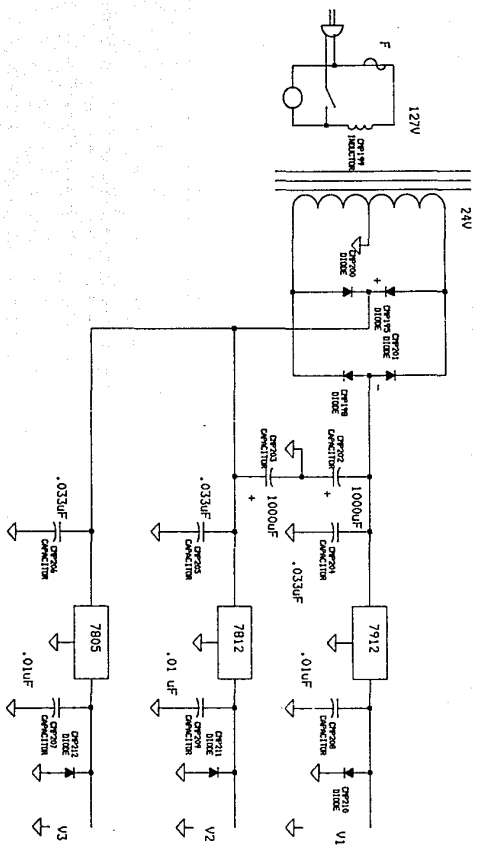 24V
127V
F
CMP199
INDUCTOR
CMP200
DIODE
+
CMP195
DIODE
CMP201
DIODE
-
CMP198
DIODE
1000uF
CMP202
CAPACITOR
+
CMP203
CAPACITOR
1000uF
+
CMP204
CAPACITOR
.033uF
7912
CMP208
CAPACITOR
.01uF
CMP210
DIODE
V1
CMP205
CAPACITOR
.033uF
7812
CMP209
CAPACITOR
.01 uF
CMP211
DIODE
V2
CMP206
CAPACITOR
.033uF
7805
CMP207
CAPACITOR
.01uF
CMP212
DIODE
V3